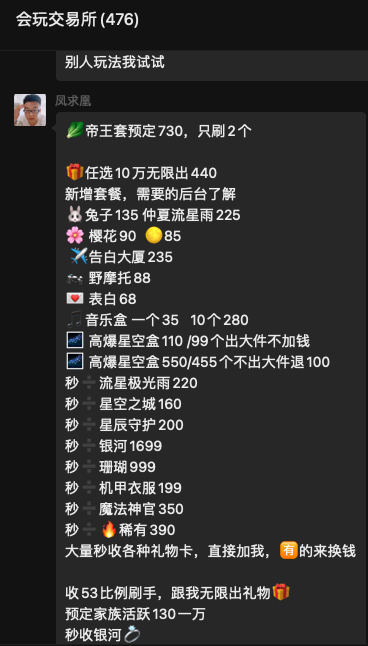 会玩交易所 (476)
别人玩法我试试
凤求凰
🥬帝王套预定730，只刷2个
🎁任选10万无限出440
新增套餐，需要的后台了解
🐰兔子135 仲夏流星雨225
🌸 樱花90 🟡85
✈️告白大厦235
🏍 野摩托88
💌 表白68
🎵音乐盒 一个35 10个280
🌌 高爆星空盒110 /99个出大件不加钱
🌌 高爆星空盒550/455个不出大件退100
秒➗流星极光雨220
秒➗星空之城160
秒➗星辰守护200
秒➗银河1699
秒➗珊瑚999
秒➗机甲衣服199
秒➗魔法神官350
秒➗🔥稀有390
大量秒收各种礼物卡，直接加我，🈶的来换钱
收53比例刷手，跟我无限出礼物🎁
预定家族活跃130一万
秒收银河💍